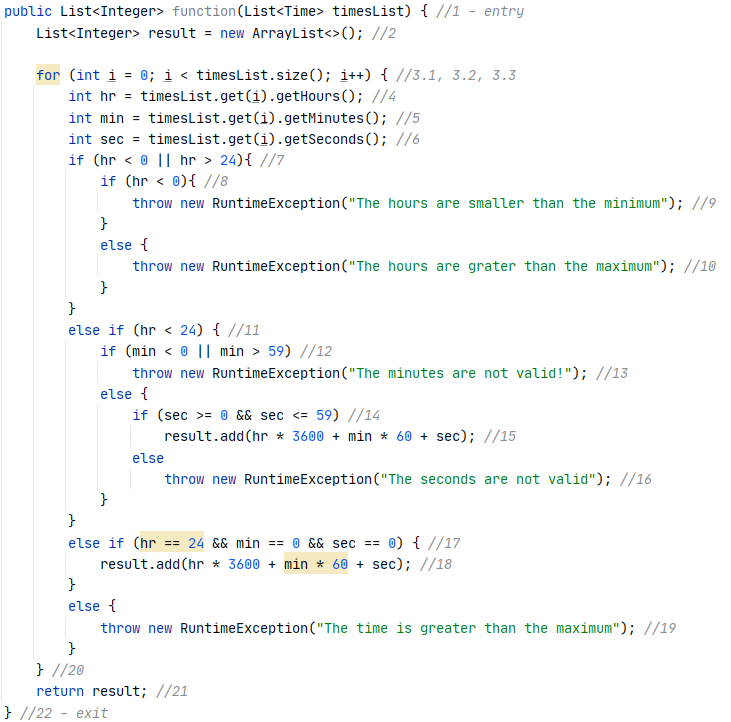 public List<Integer> function(List<Time> timesList) { //1 – entry
    List<Integer> result = new ArrayList<>(); //2
    for (int i = 0; i < timesList.size(); i++) { //3.1, 3.2, 3.3
        int hr = timesList.get(i).getHours(); //4
        int min = timesList.get(i).getMinutes(); //5
        int sec = timesList.get(i).getSeconds(); //6
        if (hr < 0 || hr > 24){ //7
            if (hr < 0){ //8
                throw new RuntimeException("The hours are smaller than the minimum"); //9
            }
            else {
                throw new RuntimeException("The hours are grater than the maximum"); //10
            }
        }
        else if (hr < 24) { //11
            if (min < 0 || min > 59) //12
                throw new RuntimeException("The minutes are not valid!"); //13
            else {
                if (sec >= 0 && sec <= 59) //14
                    result.add(hr * 3600 + min * 60 + sec); //15
                else
                    throw new RuntimeException("The seconds are not valid"); //16
            }
        }
        else if (hr == 24 && min == 0 && sec == 0) { //17
            result.add(hr * 3600 + min * 60 + sec); //18
        }
        else {
            throw new RuntimeException("The time is greater than the maximum"); //19
        }
    } //20
    return result; //21
} //22 – exit